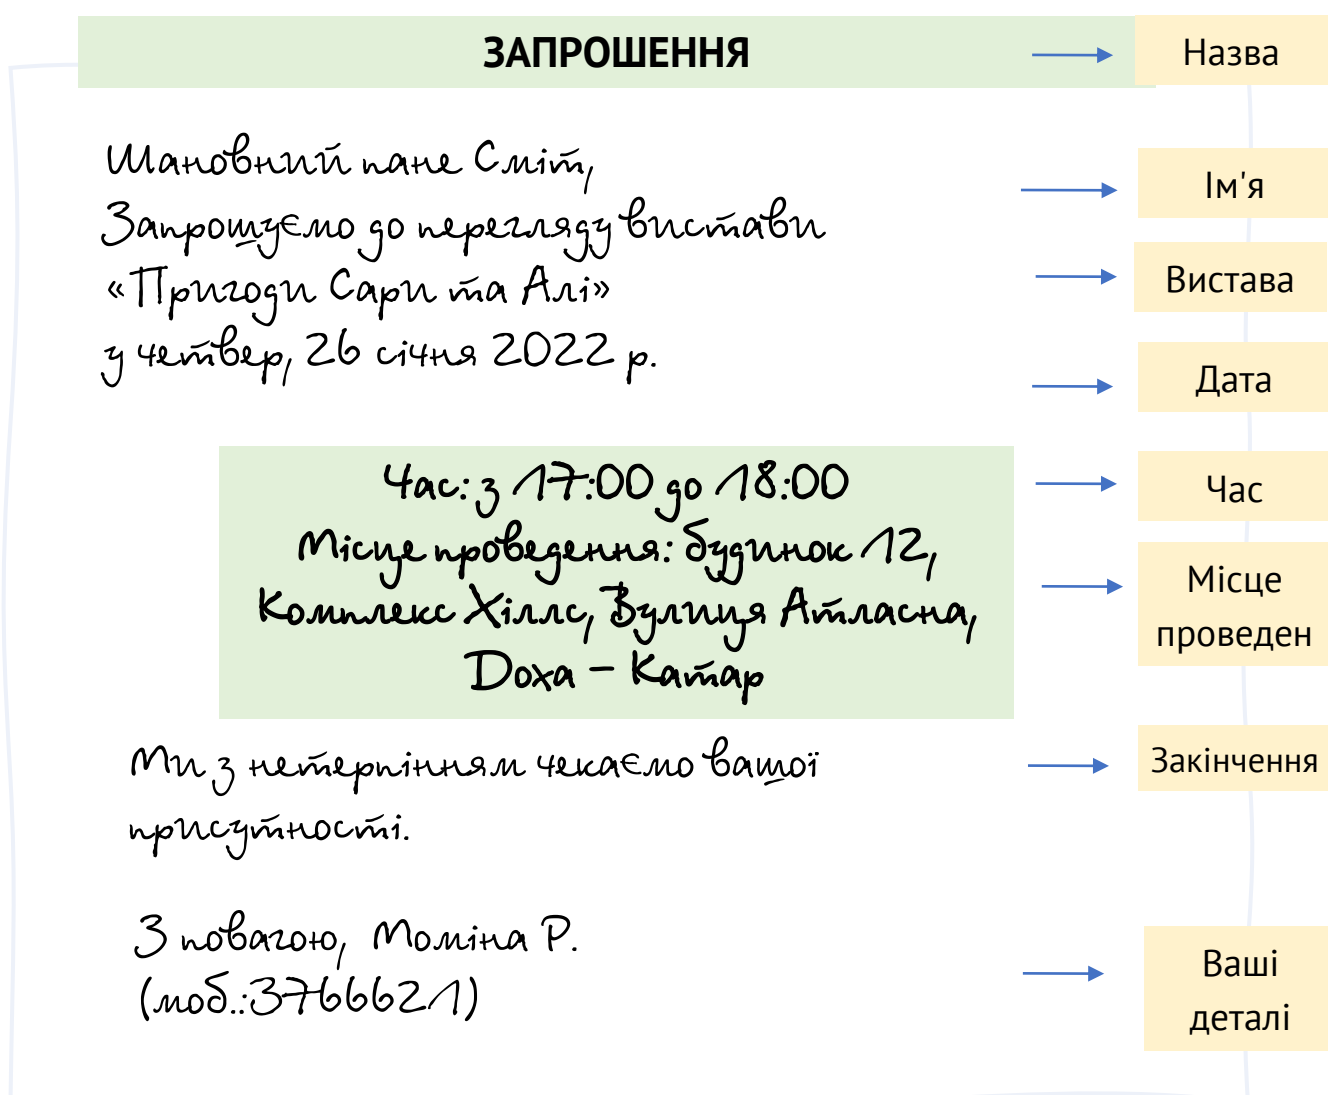 ЗАПРОШЕННЯ
Назва
Шановний пане Сміт,
Ім'я
Запрошуємо до перегляду вистави
«Пригоди Сари та Алі»
Вистава
у четвер, 26 січня 2022 р.
Дата
Час: з 17:00 до 18:00
Час
Місце проведення: будинок 12,
Комплекс Хіллс, Вулиця Атласна,
Доха – Катар
Місце
проведен
Ми з нетерпінням чекаємо вашої
присутності.
Закінчення
З повагою, Моміна Р.
(моб.:3766621)
Ваші
деталі